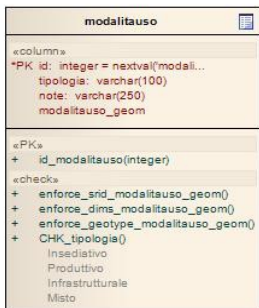 modalitauso
«column»
*PK id: integer = nextval('modali...
tipologia: varchar(100)
note: varchar(250)
modalitauso_geom
«PK»
+ id_modalitauso(integer)
«check»
+ enforce_srid_modalitauso_geom()
+ enforce_dims_modalitauso_geom()
+ enforce_geotype_modalitauso_geom()
+ CHK_tipologia()
Insediativo
Produttivo
Infrastrutturale
Misto